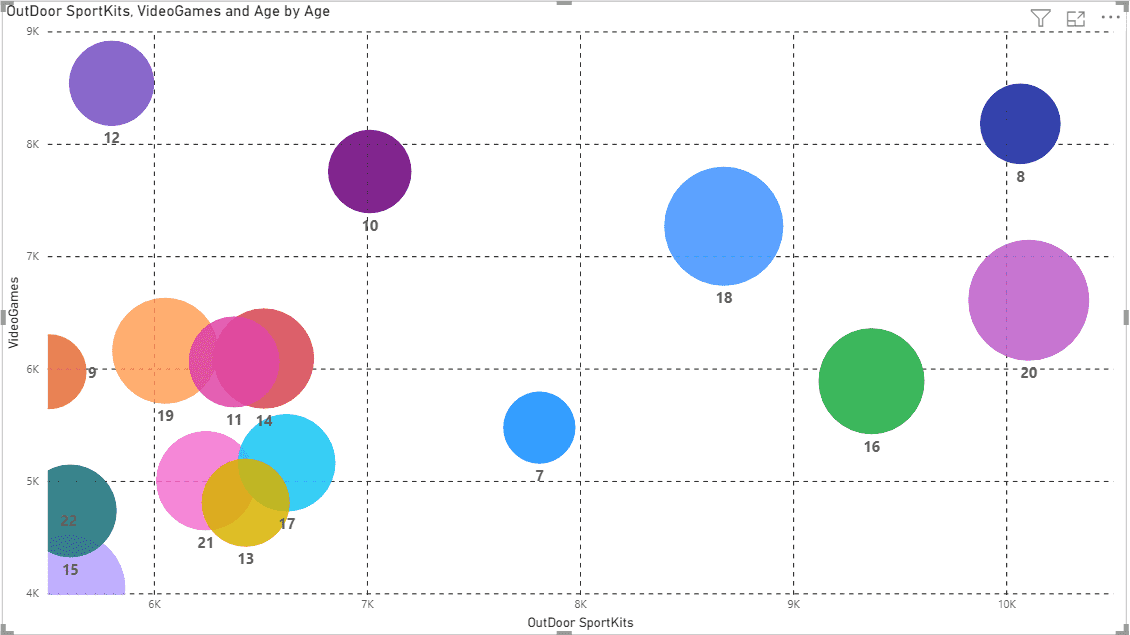 OutDoor SportKits, VideoGames and Age by Age
9K
12
8K
8
10
7K
18
VideoGames
6K
9
20
19
11
14
16
7
5K
22
17
21
13
15
4K
6K
7K
8K
9K
10K
OutDoor SportKits